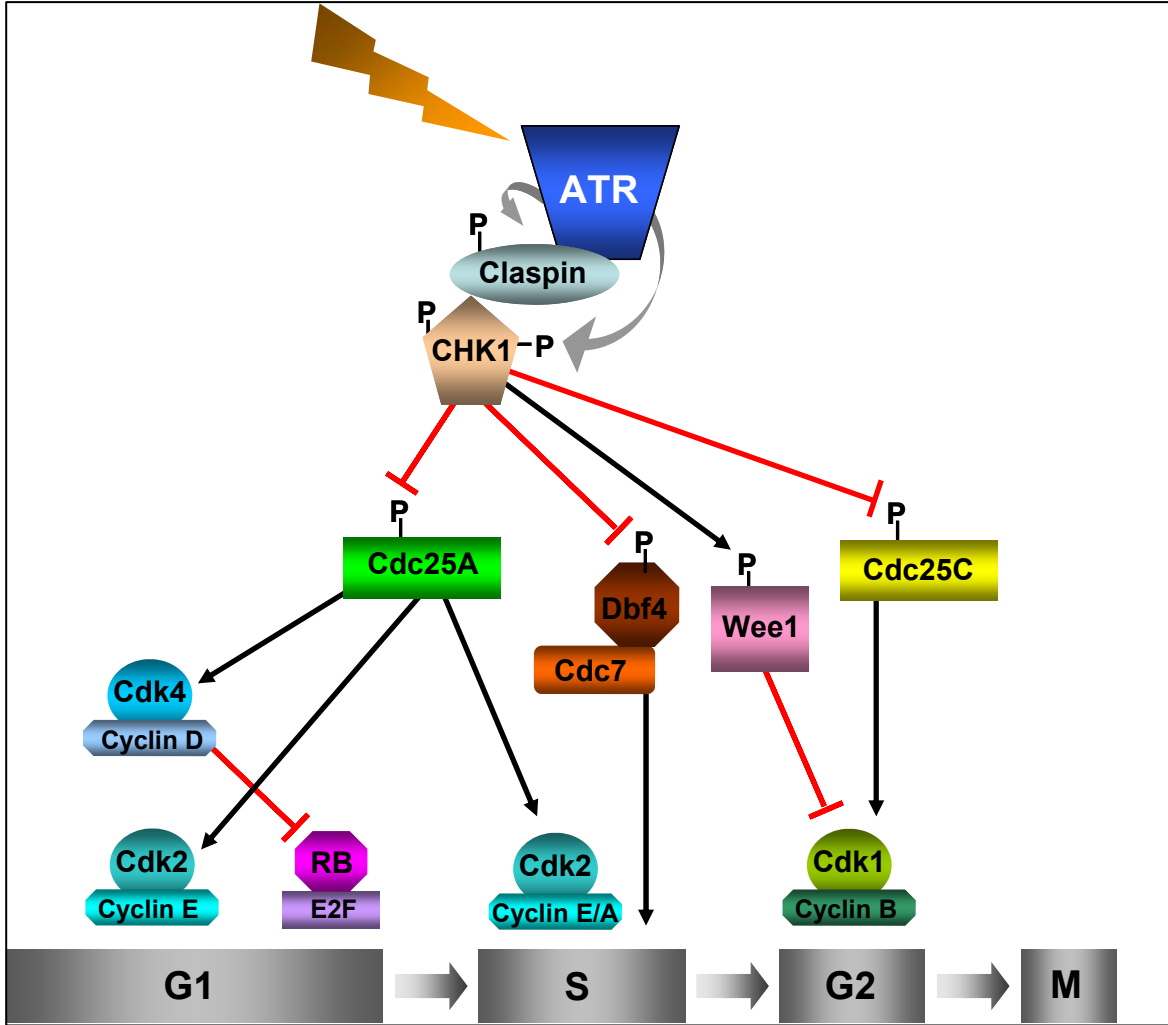 ATR
P
Claspin
P
CHK1
P
P
Cdc25A
P
Dbf4
Cdc7
P
Wee1
P
Cdc25C
Cdk4
Cyclin D
Cdk2
Cyclin E
RB
E2F
Cdk2
Cyclin E/A
Cdk1
Cyclin B
G1
S
G2
M